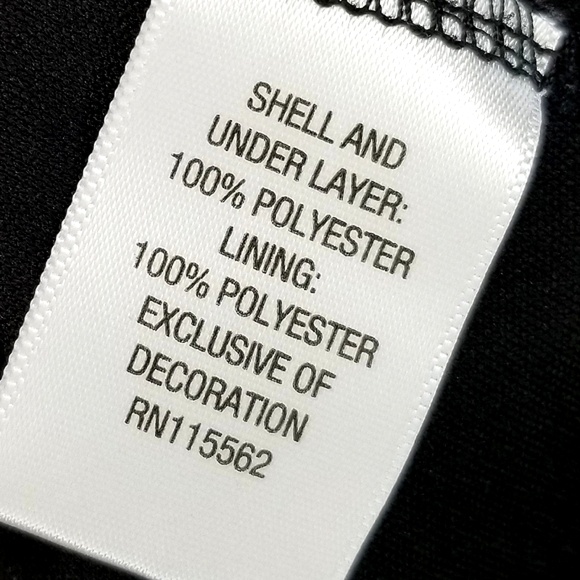 SHELL AND
UNDER LAYER:
100% POLYESTER
LINING:
100% POLYESTER
EXCLUSIVE OF
DECORATION
RN115562